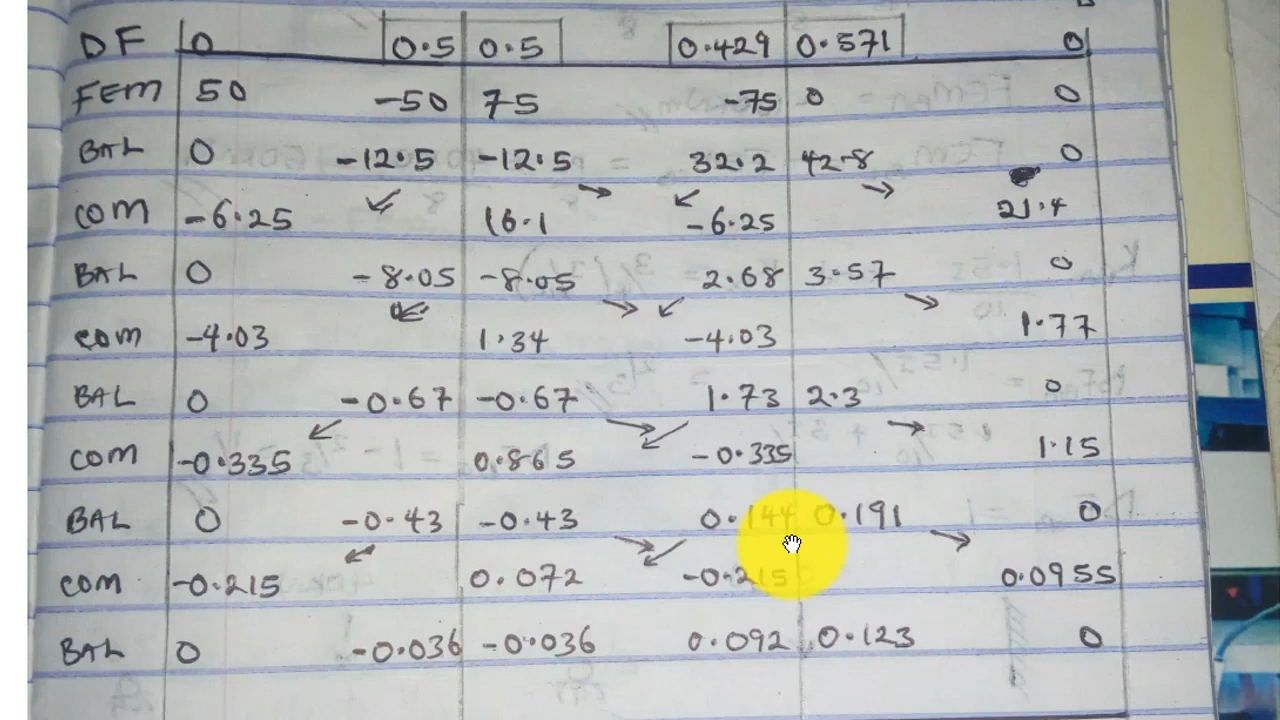 DF 0 0.5 0.5 0.429 0.571 0
FEM 50 -50 75 -75 0 0
BAL 0 -12.5 -12.5 32.2 42.8 0
COM -6.25 16.1 -6.25 21.4
BAL 0 -8.05 -8.05 2.68 3.57 0
COM -4.03 1.34 -4.03 1.77
BAL 0 -0.67 -0.67 1.73 2.3 0
COM -0.335 0.865 -0.335 1.15
BAL 0 -0.43 -0.43 0.144 0.191 0
COM -0.215 0.072 -0.215 0.0955
BAL 0 -0.036 -0.036 0.092 0.123 0